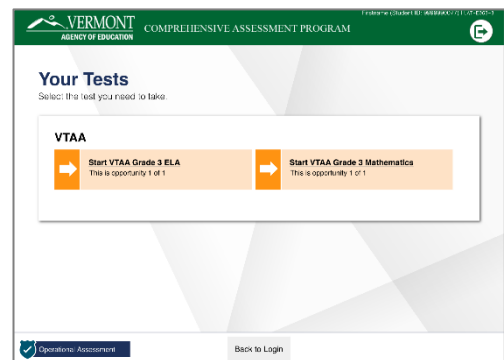 VERMONT
AGENCY OF EDUCATION
COMPREHENSIVE ASSESSMENT PROGRAM
Your Tests
Select the test you need to take.
VTAA
Start VTAA Grade 3 ELA
This is opportunity 1 of 1
Start VTAA Grade 3 Mathematics
This is opportunity 1 of 1
Operational Assessment
Back to Login